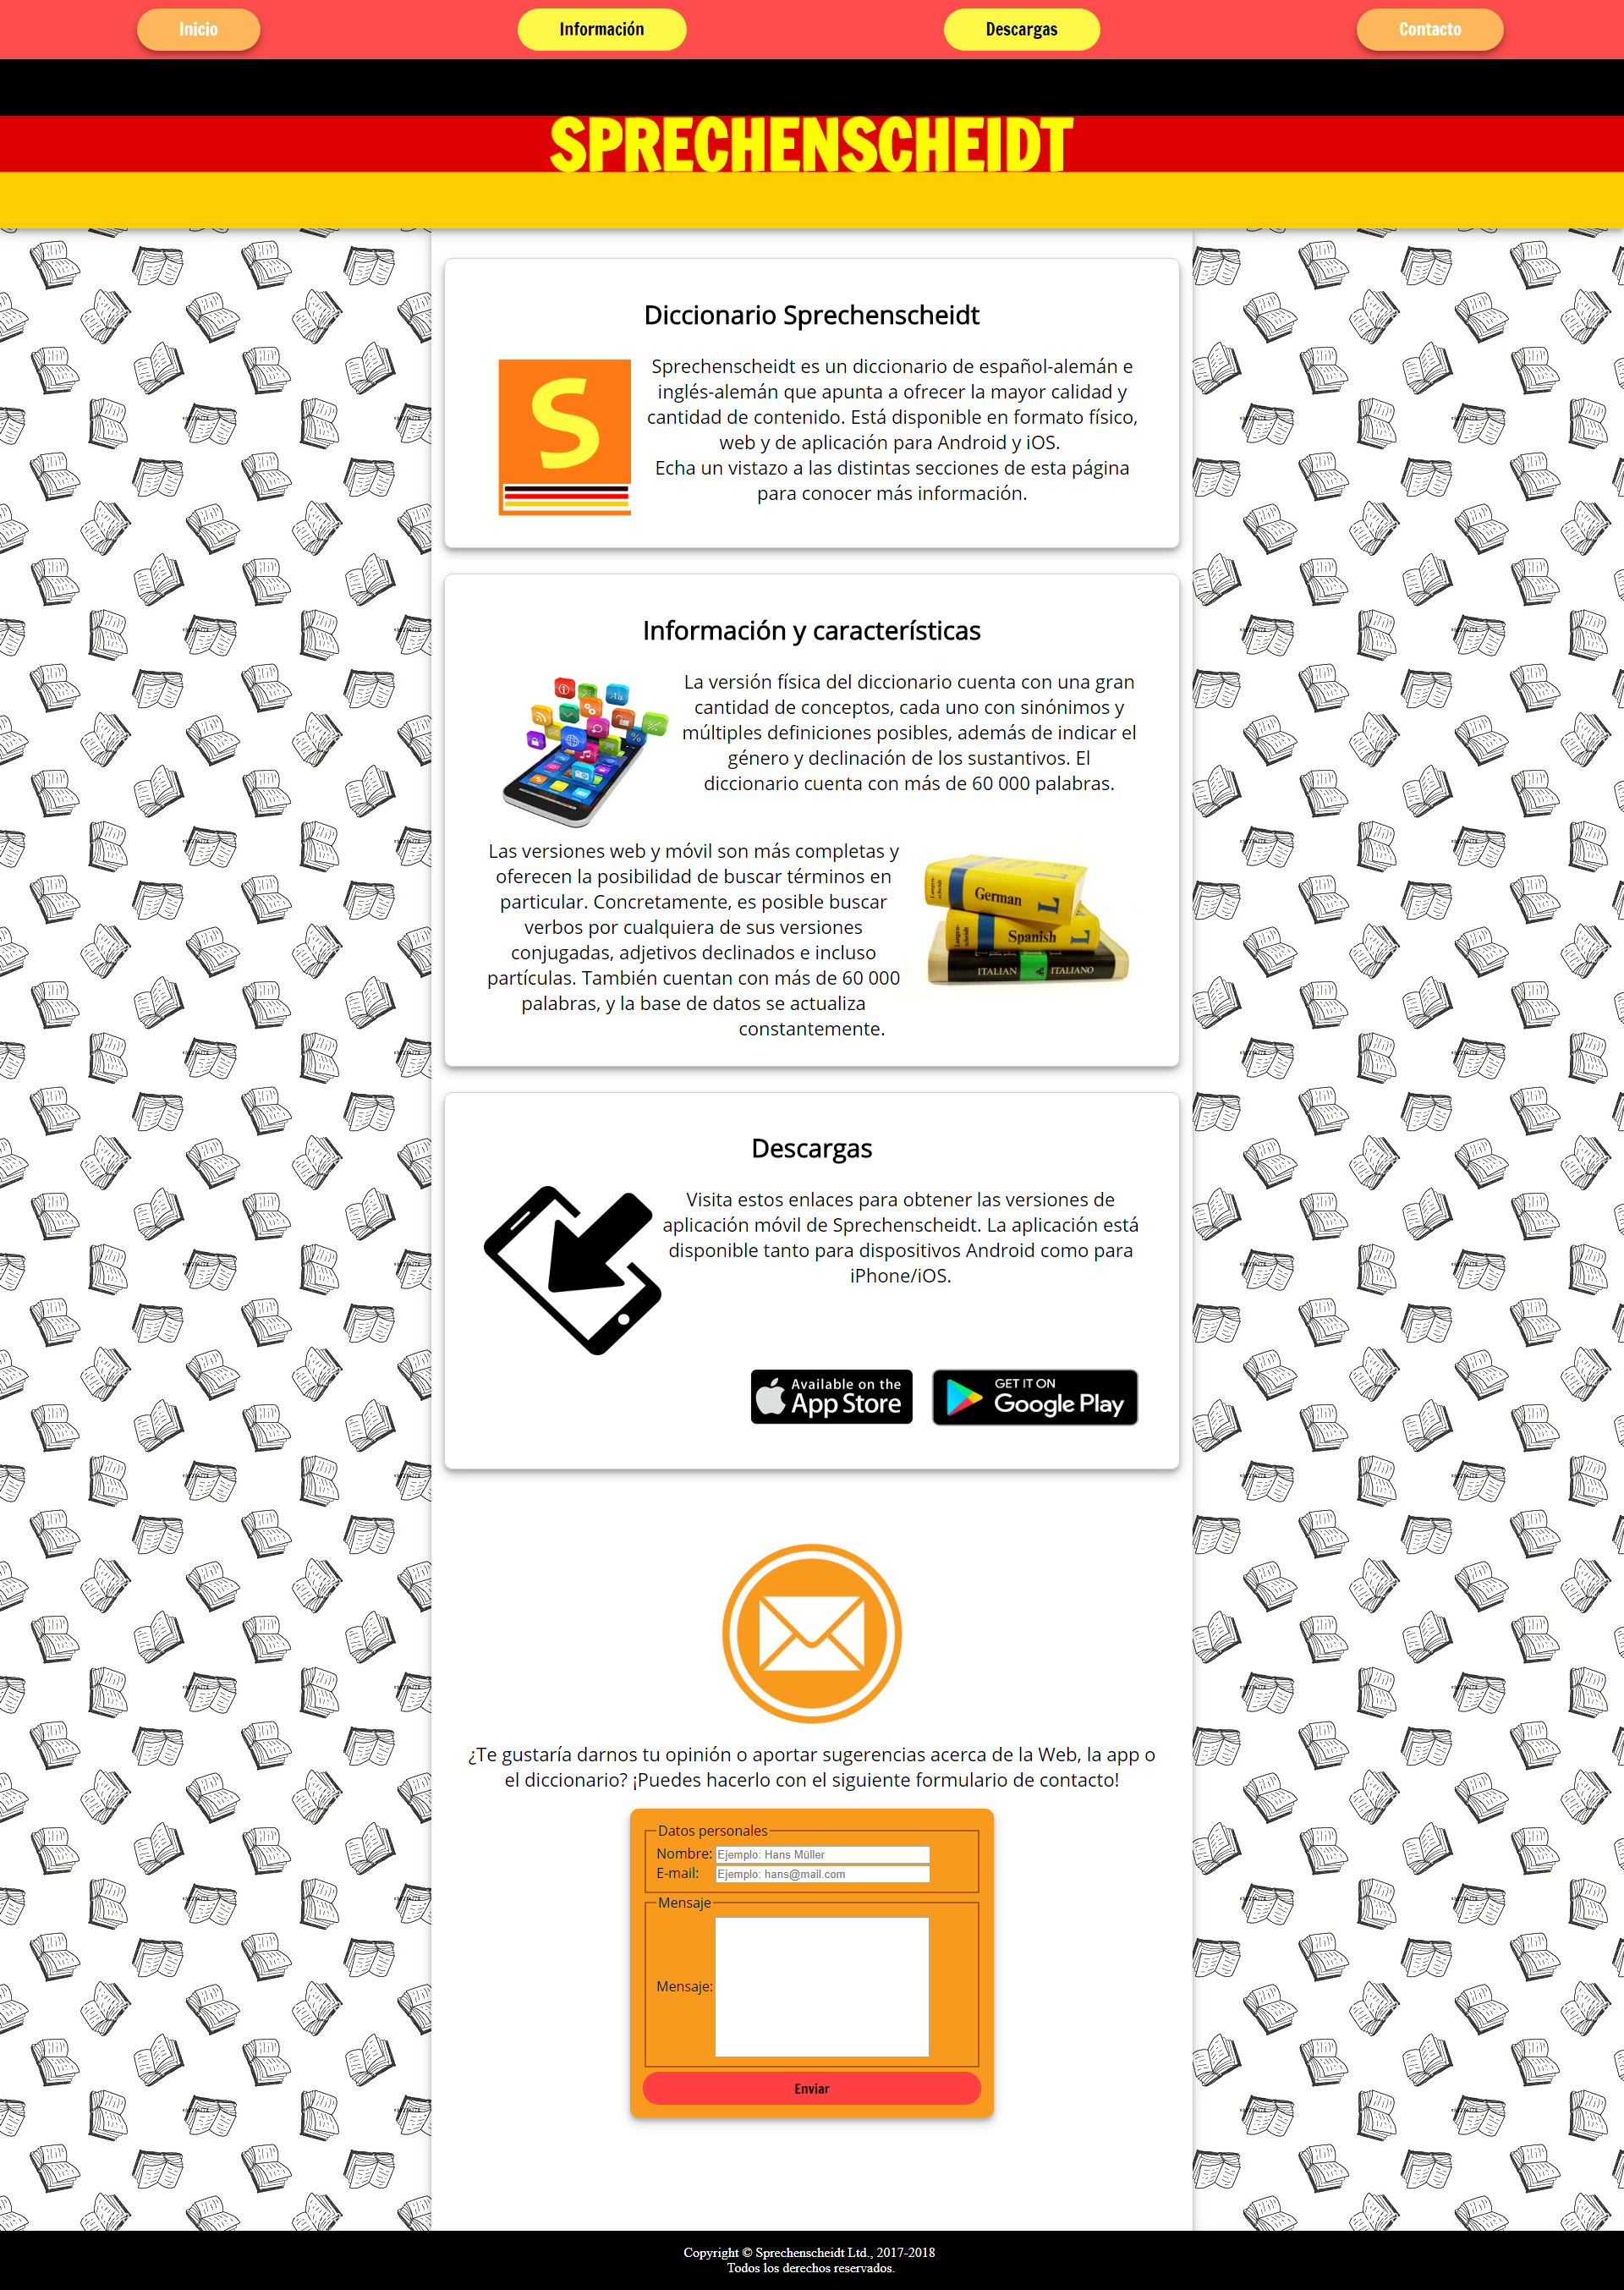 Inicio
Información
Descargas
Contacto
SPRECHENSCHEIDT
Diccionario Sprechenscheidt
S
Sprechenscheidt es un diccionario de español-alemán e
inglés-alemán que apunta a ofrecer la mayor calidad y
cantidad de contenido. Está disponible en formato físico,
web y de aplicación para Android y iOS.
Echa un vistazo a las distintas secciones de esta página
para conocer más información.
Información y características
La versión física del diccionario cuenta con una gran
cantidad de conceptos, cada uno con sinónimos y
múltiples definiciones posibles, además de indicar el
género y declinación de los sustantivos. El
diccionario cuenta con más de 60 000 palabras.
Las versiones web y móvil son más completas y
oferecen la posibilidad de buscar términos en
particular. Concretamente, es posible buscar
verbos por cualquiera de sus versiones
conjugadas, adjetivos declinados e incluso
partículas. También cuentan con más de 60 000
palabras, y la base de datos se actualiza
constantemente.
Langen-
scheidt
German
L
Langen-
scheidt
Spanish
L
ITALIAN & ITALIANO
Descargas
Visita estos enlaces para obtener las versiones de
aplicación móvil de Sprechenscheidt. La aplicación está
disponible tanto para dispositivos Android como para
iPhone/iOS.
Available on the
App Store
GET IT ON
Google Play
¿Te gustaría darnos tu opinión o aportar sugerencias acerca de la Web, la app o
el diccionario? ¡Puedes hacerlo con el siguiente formulario de contacto!
Datos personales
Nombre: Ejemplo: Hans Müller
E-mail: Ejemplo: hans@mail.com
Mensaje
Mensaje:
Enviar
Copyright © Sprechenscheidt Ltd., 2017-2018
Todos los derechos reservados.